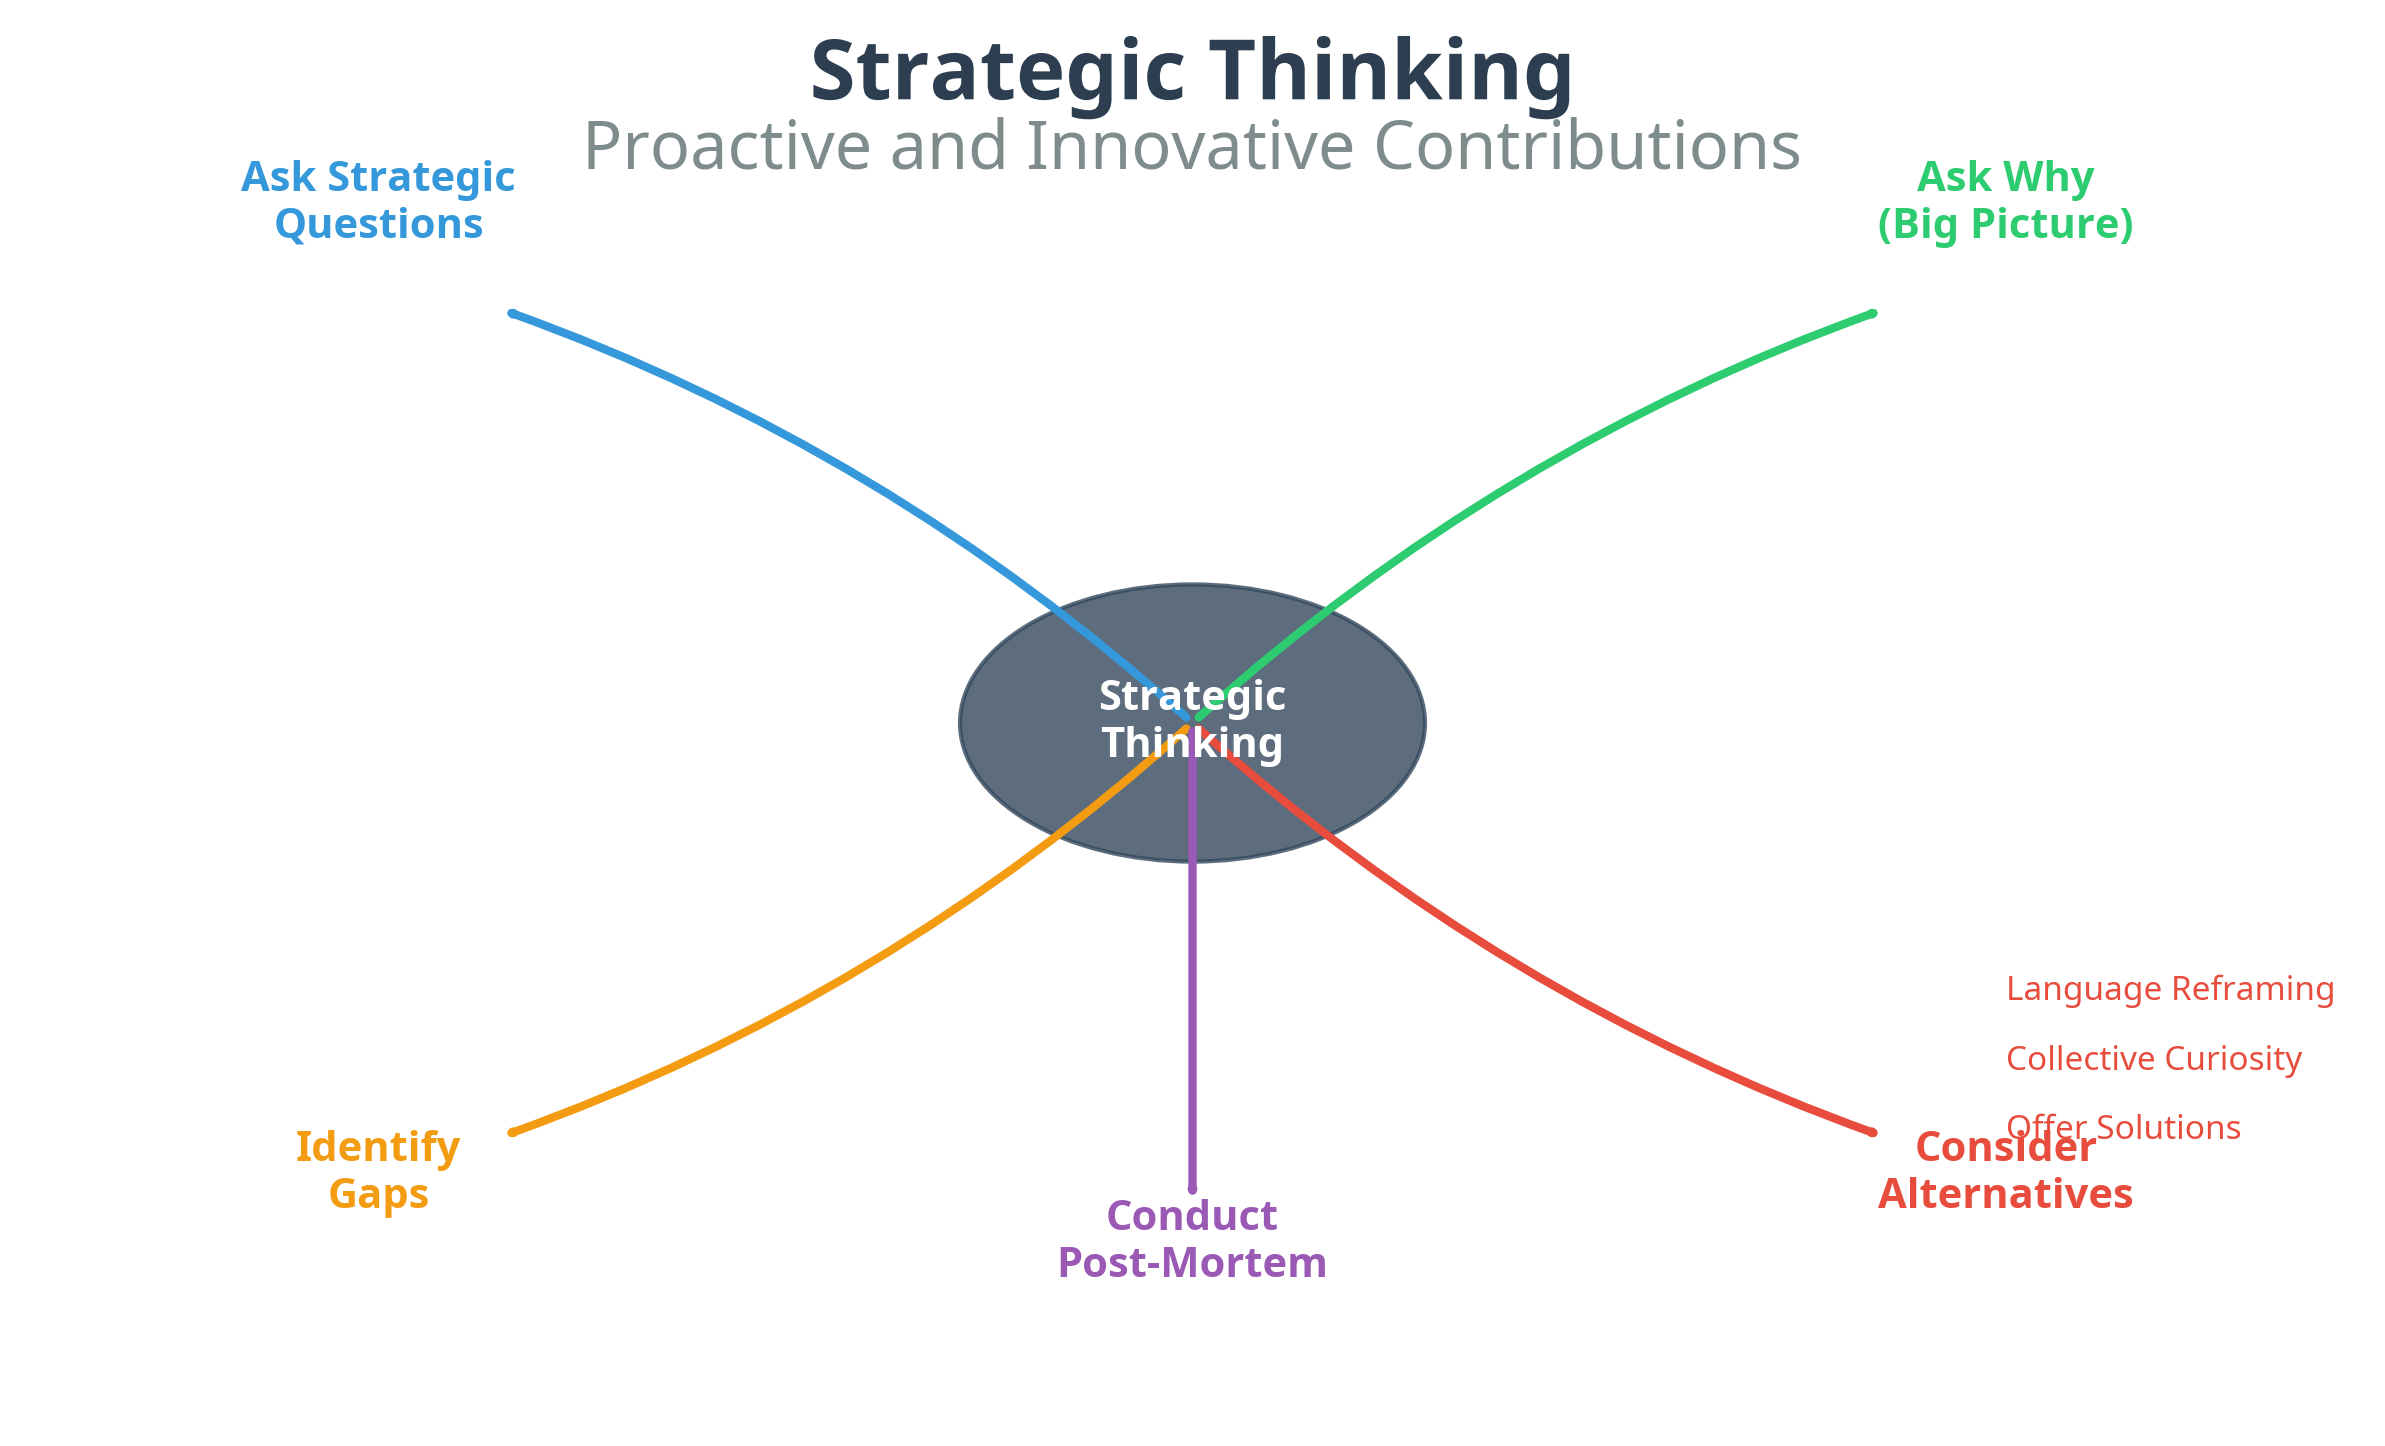 Strategic Thinking
Proactive and Innovative Contributions
Ask Strategic
Questions
Ask Why
(Big Picture)
Strategic
Thinking
Language Reframing
Collective Curiosity
Offer Solutions
Identify
Gaps
Consider
Alternatives
Conduct
Post-Mortem